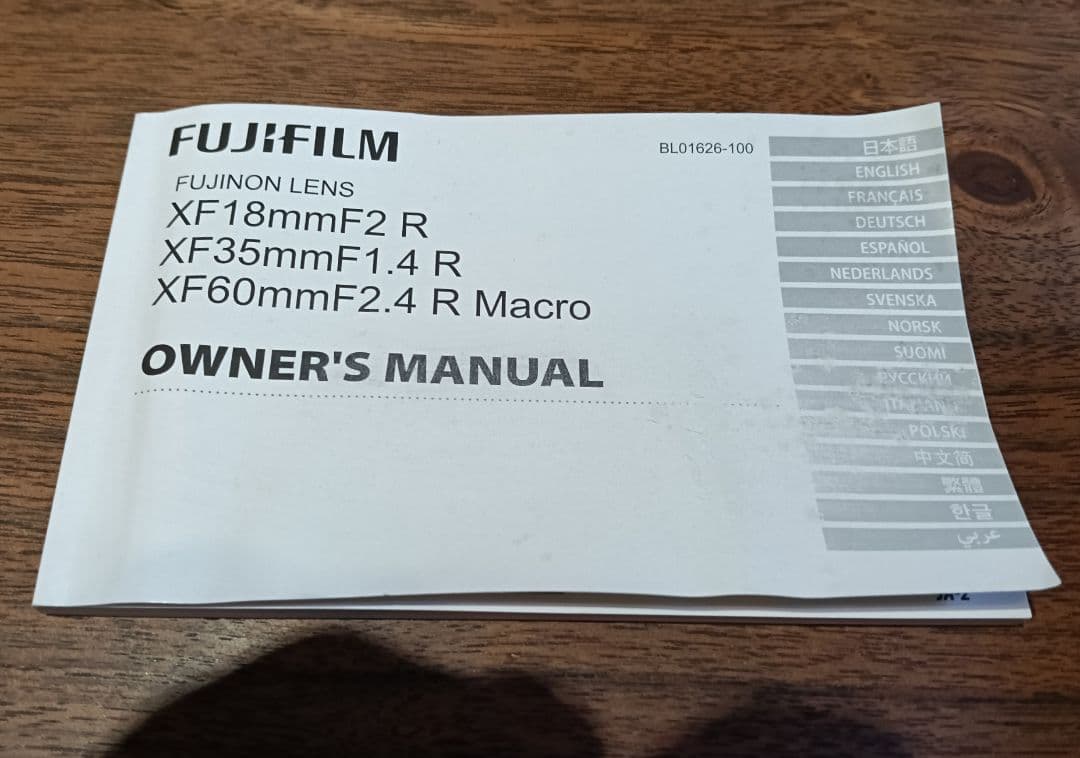 FUJIFILM
BL01626-100
FUJINON LENS
XF18mmF2 R
XF35mmF1.4 R
XF60mmF2.4 R Macro
OWNER'S MANUAL
日本語
ENGLISH
FRANÇAIS
DEUTSCH
ESPAÑOL
NEDERLANDS
SVENSKA
NORSK
SUOMI
РУССКИЙ
POLSKI
中文简
繁體
한글
عربي